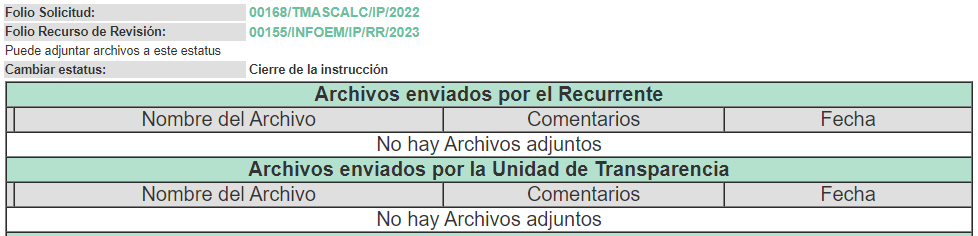 Folio Solicitud: 00168/TMASCALC/IP/2022
Folio Recurso de Revisión: 00155/INFOEM/IP/RR/2023
Puede adjuntar archivos a este estatus
Cambiar estatus: Cierre de la instrucción
Archivos enviados por el Recurrente
Nombre del Archivo Comentarios Fecha
No hay Archivos adjuntos
Archivos enviados por la Unidad de Transparencia
Nombre del Archivo Comentarios Fecha
No hay Archivos adjuntos